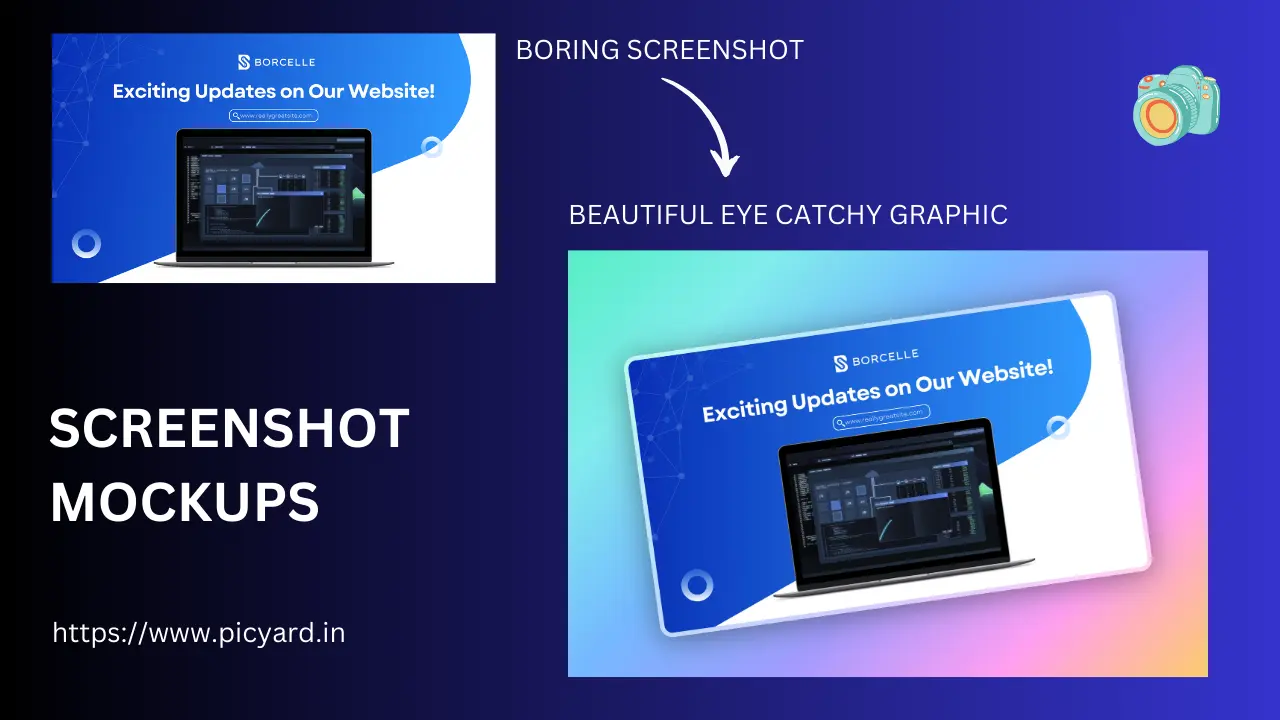 BORCELLE
Exciting Updates on Our Website!
www.reallygreatsite.com
BORING SCREENSHOT
BEAUTIFUL EYE CATCHY GRAPHIC
BORCELLE
Exciting Updates on Our Website!
www.reallygreatsite.com
SCREENSHOT
MOCKUPS
https://www.picyard.in